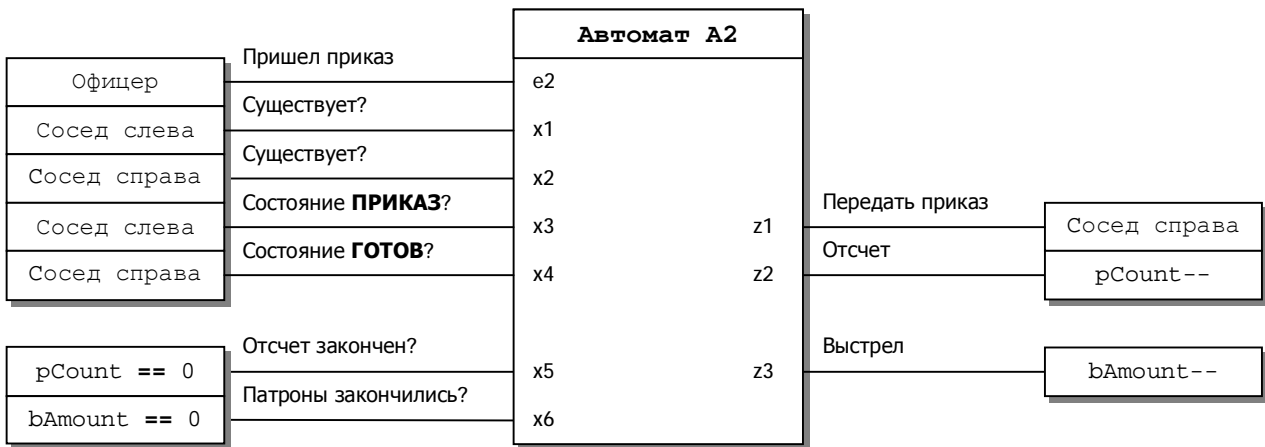 Автомат А2
Пришел приказ
Офицер
e2
Существует?
Сосед слева
x1
Существует?
Сосед справа
x2
Состояние ПРИКАЗ?
Передать приказ
Сосед слева
x3
z1
Сосед справа
Состояние ГОТОВ?
Отсчет
Сосед справа
x4
z2
pCount--
Отсчет закончен?
Выстрел
pCount == 0
x5
z3
bAmount--
Патроны закончились?
bAmount == 0
x6